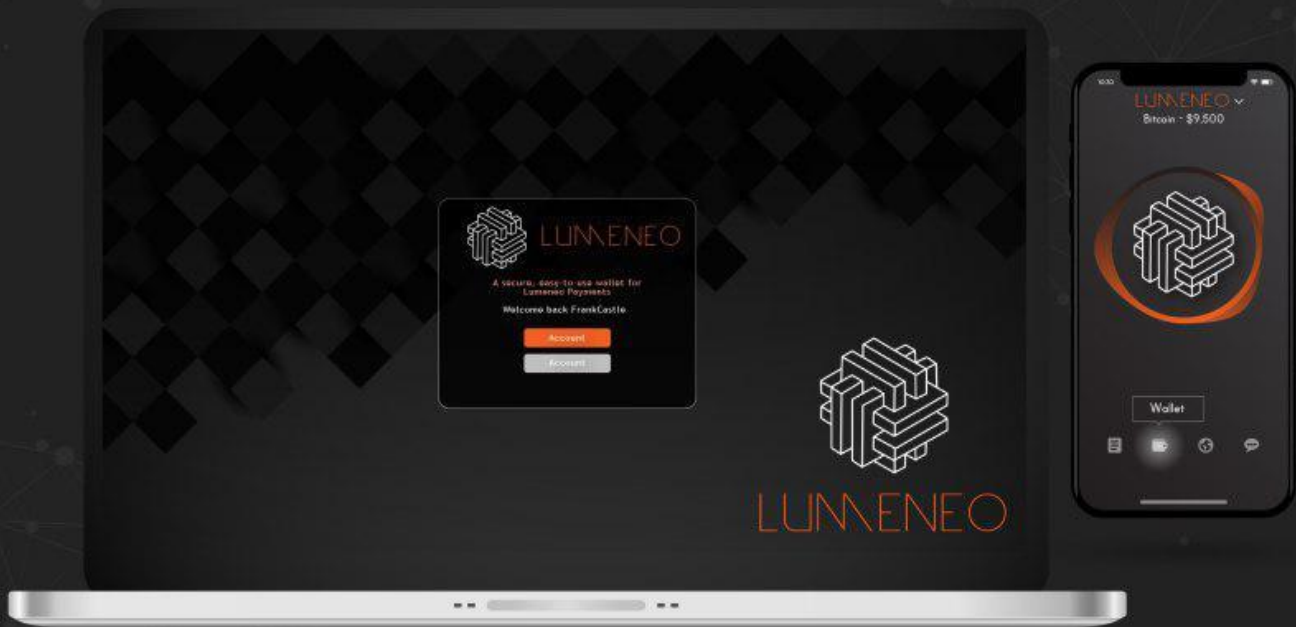 LUMENEO
A secure, easy-to-use wallet for
Lumeneo Payments
Welcome back FrankCastle
Account
Account
LUMENEO
10:30
LUMENEO
Bitcoin - $9,500
Wallet